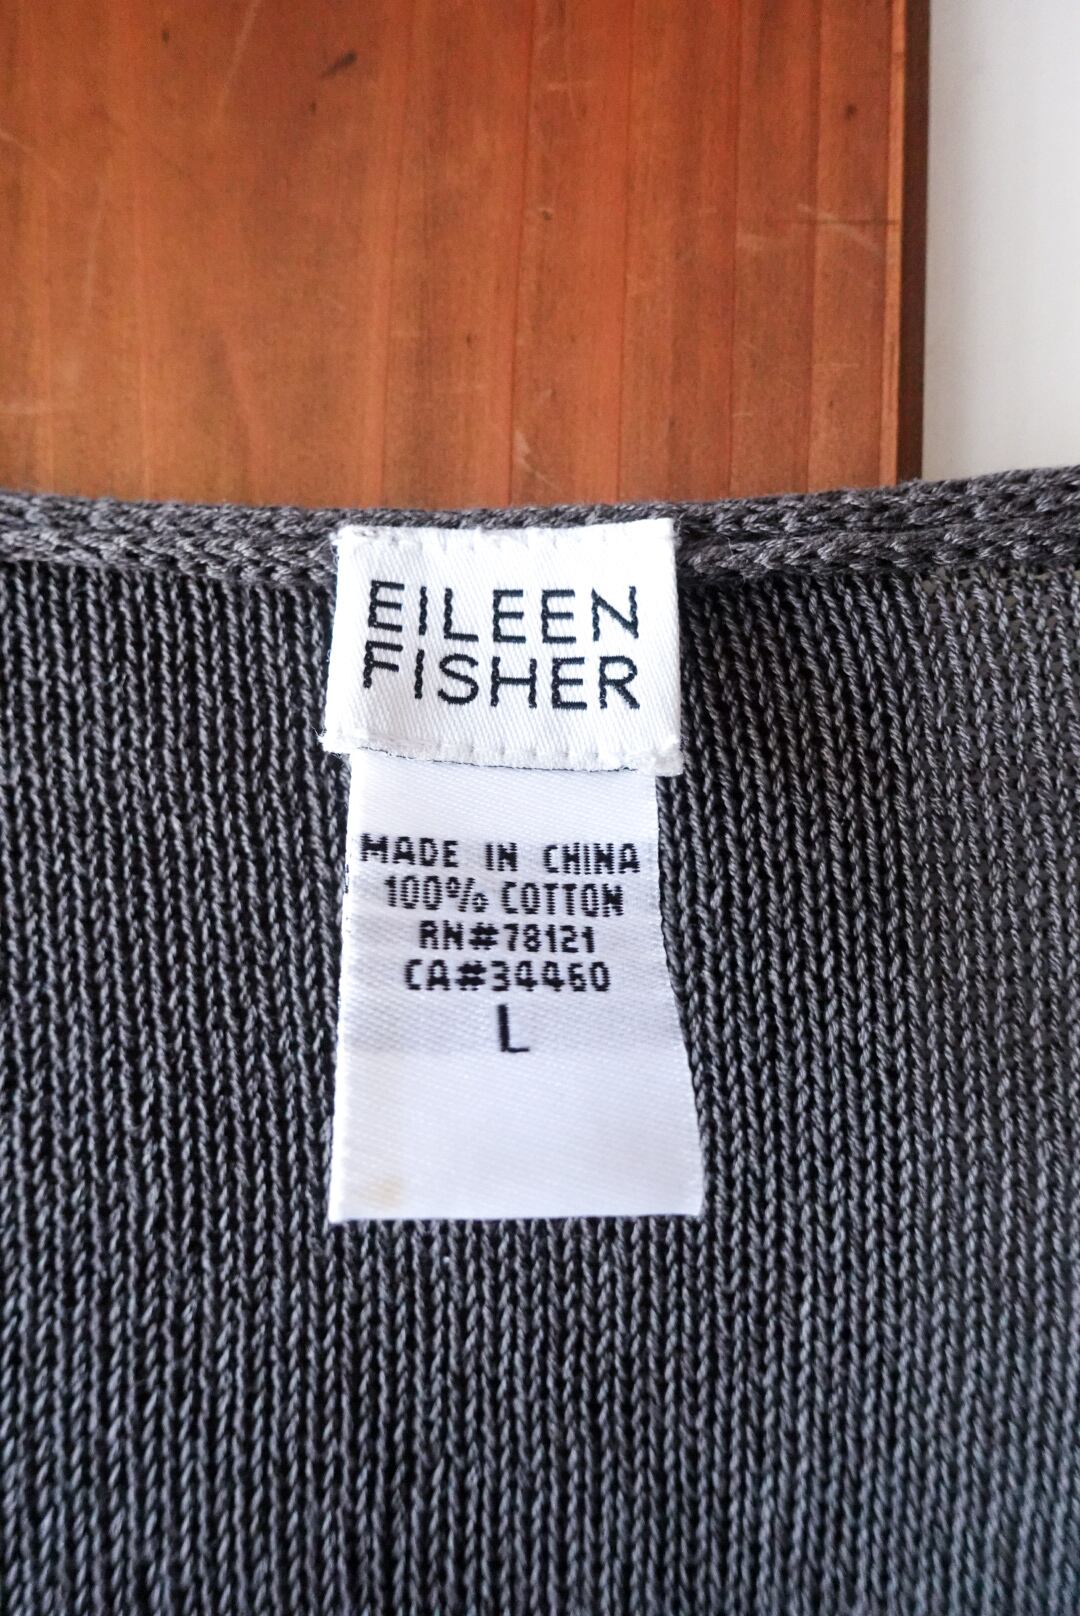 EILEEN
FISHER
MADE IN CHINA
100% COTTON
RN#78121
CA#34460
L